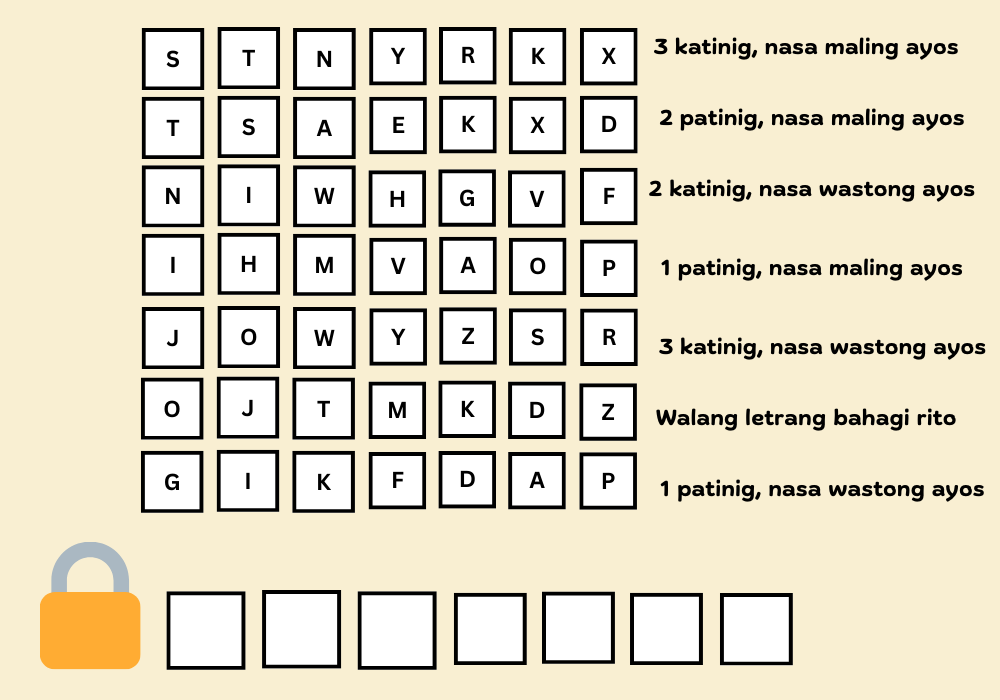 S T N Y R K X 3 katinig, nasa maling ayos
T S A E K X D 2 patinig, nasa maling ayos
N I W H G V F 2 katinig, nasa wastong ayos
I H M V A O P 1 patinig, nasa maling ayos
J O W Y Z S R 3 katinig, nasa wastong ayos
O J T M K D Z Walang letrang bahagi rito
G I K F D A P 1 patinig, nasa wastong ayos